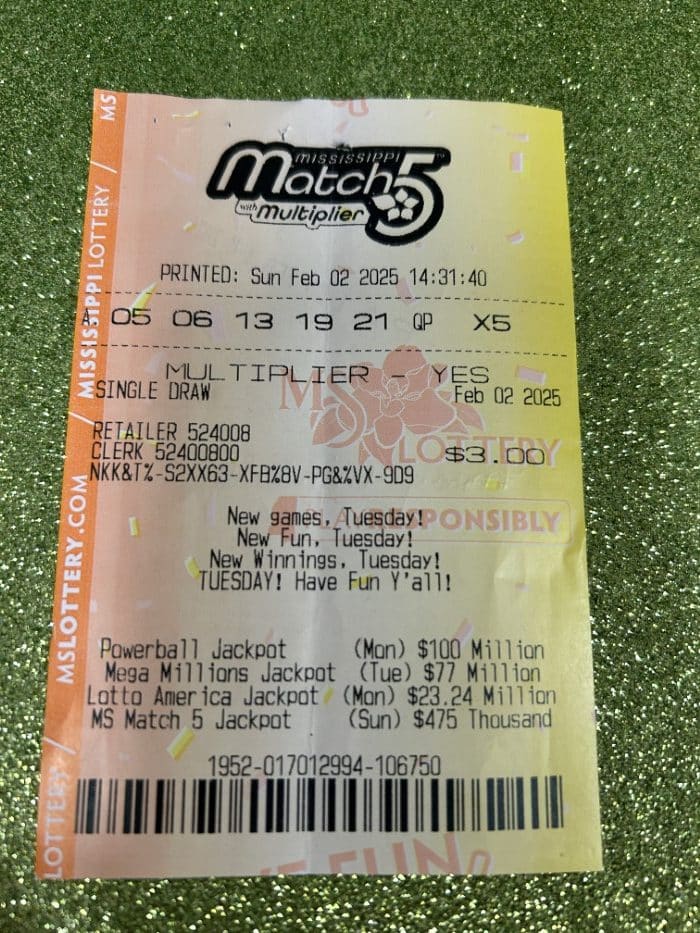 MISSISSIPPI
Match 5
with Multiplier
PRINTED: Sun Feb 02 2025 14:31:40
A 05 06 13 19 21 QP X5
MULTIPLIER - YES
SINGLE DRAW Feb 02 2025
RETAILER 524008
CLERK 52400800 $3.00
NKK&T%-S2XX63-XFB%8V-PG&%VX-9D9
MS LOTTERY
RESPONSIBLY
New games, Tuesday!
New Fun, Tuesday!
New Winnings, Tuesday!
TUESDAY! Have Fun Y'all!
Powerball Jackpot (Mon) $100 Million
Mega Millions Jackpot (Tue) $77 Million
Lotto America Jackpot (Mon) $23.24 Million
MS Match 5 Jackpot (Sun) $475 Thousand
1952-017012994-106750
FUN
LOTTERY / MSLOTTERY.COM / MISSISSIPPI LOTTERY / MS